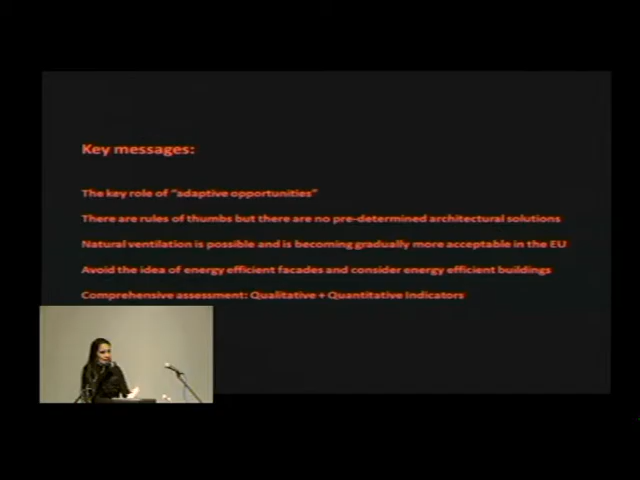 Key messages:
The key role of "adaptive opportunities"
There are rules of thumbs but there are no pre-determined architectural solutions
Natural ventilation is possible and is becoming gradually more acceptable in the EU
Avoid the idea of energy efficient facades and consider energy efficient buildings
Comprehensive assessment: Qualitative + Quantitative Indicators